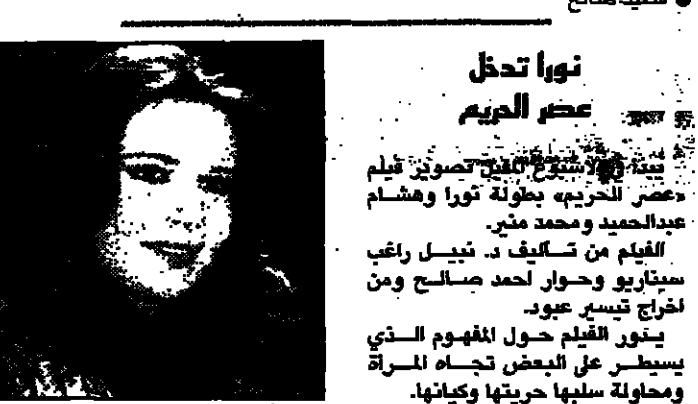 نورا تدخل
عصر الحريم
يبدأ الأسبوع المقبل تصوير فيلم
«عصر الحريم» بطولة نورا وهشام
عبدالحميد ومحمد منير.
الفيلم من تأليف د. نبيل راغب
سيناريو وحوار احمد صالح ومن
اخراج تيسير عبود.
يدور الفيلم حول المفهوم الذي
يسيطر على البعض تجاه المرأة
ومحاولة سلبها حريتها وكيانها.